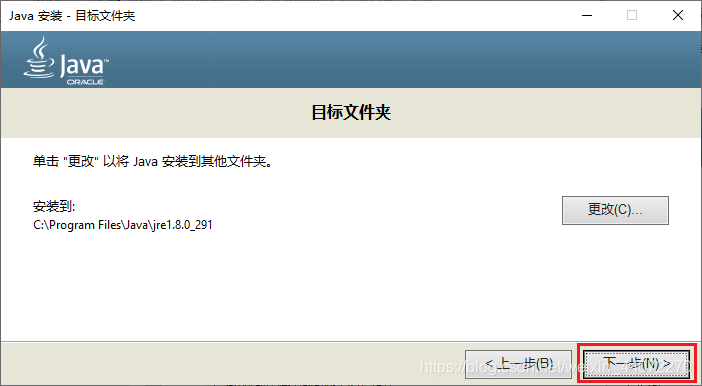 Java 安装 - 目标文件夹
Java™
ORACLE
目标文件夹
单击 "更改" 以将 Java 安装到其他文件夹。
安装到:
更改(C)...
C:\Program Files\Java\jre1.8.0_291
< 上一步(B)
下一步(N) >